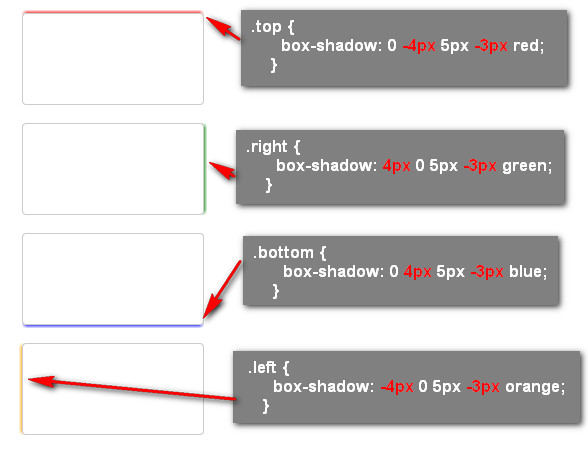 .top {
box-shadow: 0 -4px 5px -3px red;
}
.right {
box-shadow: 4px 0 5px -3px green;
}
.bottom {
box-shadow: 0 4px 5px -3px blue;
}
.left {
box-shadow: -4px 0 5px -3px orange;
}